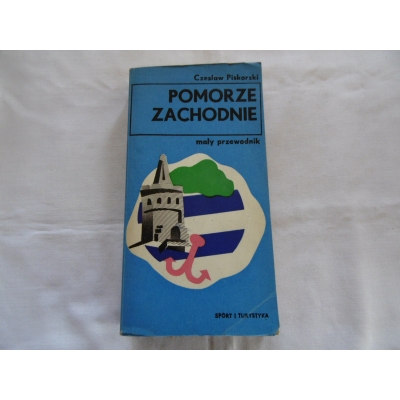 Czesław Piskorski
POMORZE
ZACHODNIE
mały przewodnik
SPORT I TURYSTYKA